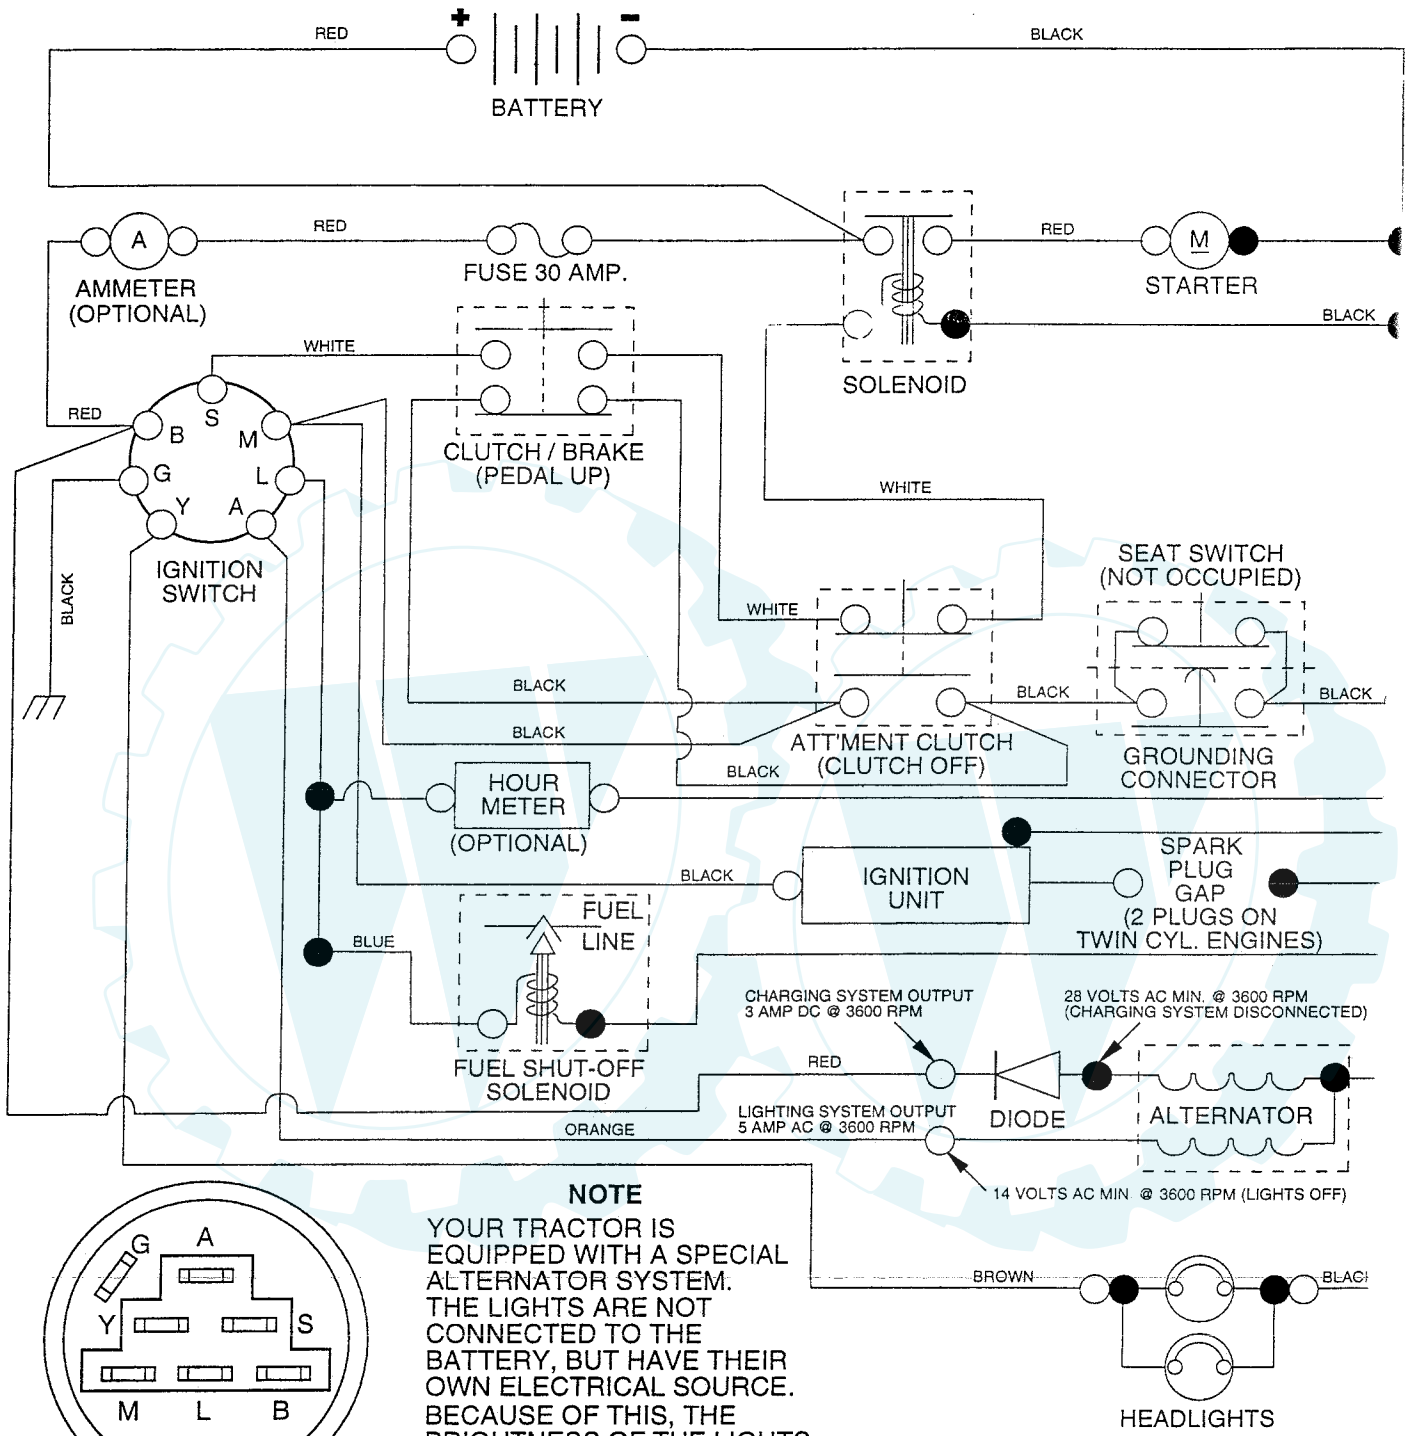 + -
RED
BLACK
BATTERY
RED
A
AMMETER
(OPTIONAL)
FUSE 30 AMP.
RED
M
STARTER
BLACK
SOLENOID
WHITE
RED
S
B
M
G
L
Y
A
IGNITION
SWITCH
BLACK
CLUTCH / BRAKE
(PEDAL UP)
WHITE
SEAT SWITCH
(NOT OCCUPIED)
WHITE
BLACK
BLACK
BLACK
BLACK
BLACK
ATT'MENT CLUTCH
(CLUTCH OFF)
GROUNDING
CONNECTOR
HOUR
METER
(OPTIONAL)
BLACK
IGNITION
UNIT
SPARK
PLUG
GAP
(2 PLUGS ON
TWIN CYL. ENGINES)
FUEL
LINE
BLUE
FUEL SHUT-OFF
SOLENOID
CHARGING SYSTEM OUTPUT
3 AMP DC @ 3600 RPM
28 VOLTS AC MIN. @ 3600 RPM
(CHARGING SYSTEM DISCONNECTED)
RED
DIODE
ALTERNATOR
LIGHTING SYSTEM OUTPUT
5 AMP AC @ 3600 RPM
ORANGE
14 VOLTS AC MIN. @ 3600 RPM (LIGHTS OFF)
G
A
Y
S
M
L
B
NOTE
YOUR TRACTOR IS
EQUIPPED WITH A SPECIAL
ALTERNATOR SYSTEM.
THE LIGHTS ARE NOT
CONNECTED TO THE
BATTERY, BUT HAVE THEIR
OWN ELECTRICAL SOURCE.
BECAUSE OF THIS, THE
BRIGHTNESS OF THE LIGHTS
BROWN
BLACK
HEADLIGHTS